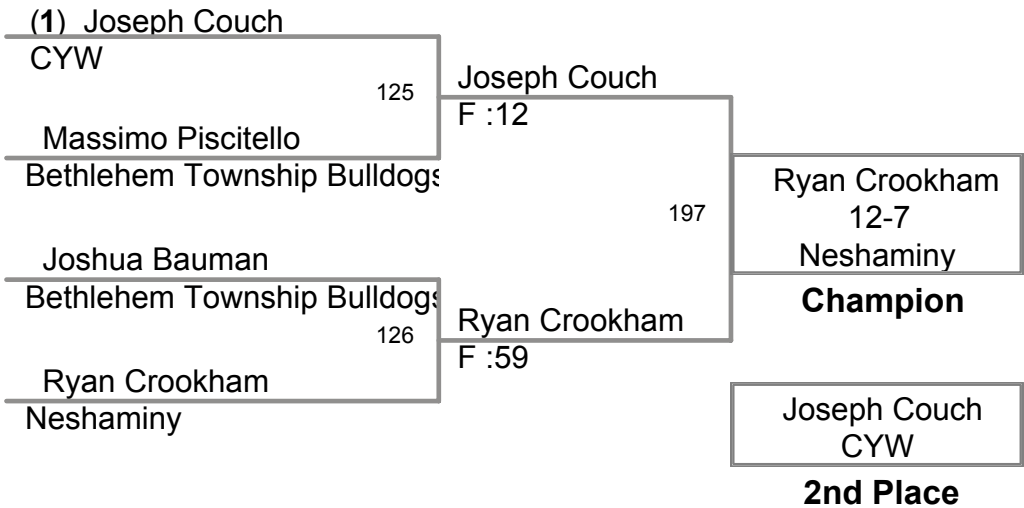 (1) Joseph Couch
CYW
125
Joseph Couch
F :12
Massimo Piscitello
Bethlehem Township Bulldogs
197
Ryan Crookham
12-7
Neshaminy
Champion
Joshua Bauman
Bethlehem Township Bulldogs
126
Ryan Crookham
F :59
Ryan Crookham
Neshaminy
Joseph Couch
CYW
2nd Place